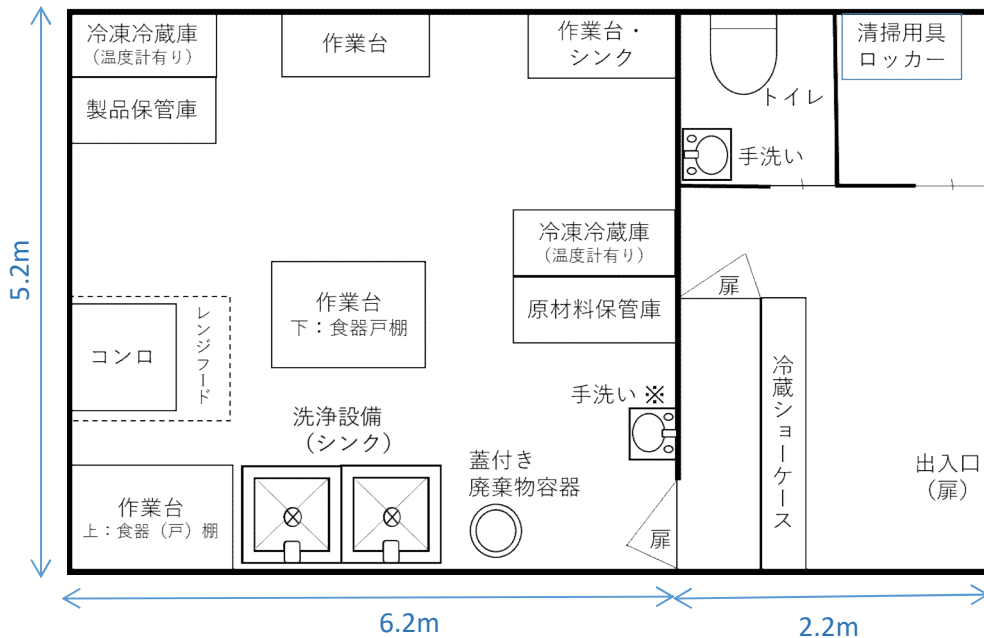 冷凍冷蔵庫
（温度計有り）
製品保管庫
作業台
作業台・
シンク
トイレ
手洗い
清掃用具
ロッカー
冷凍冷蔵庫
（温度計有り）
原材料保管庫
扉
作業台
下：食器戸棚
コンロ
レンジフード
手洗い ※
冷蔵ショーケース
洗浄設備
（シンク）
蓋付き
廃棄物容器
出入口
（扉）
作業台
上：食器（戸）棚
扉
5.2m
6.2m
2.2m